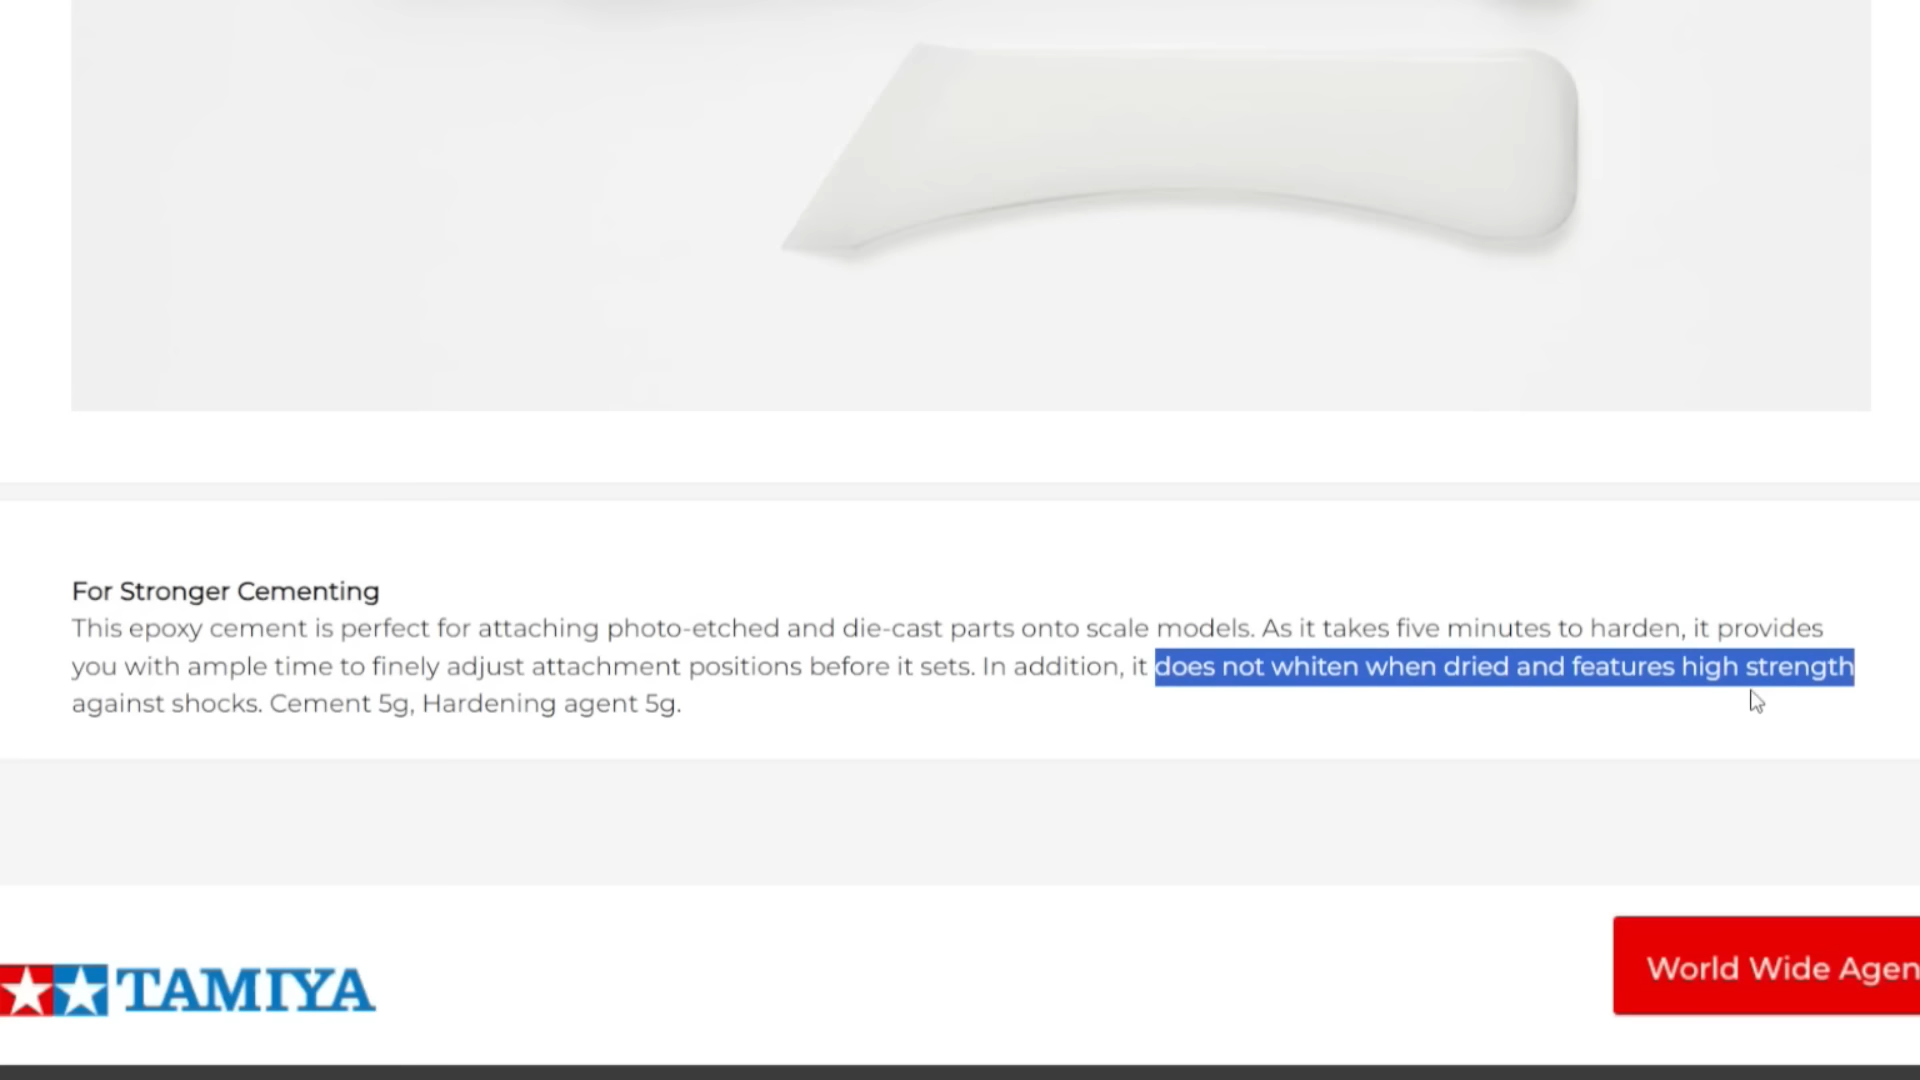 For Stronger Cementing
This epoxy cement is perfect for attaching photo-etched and die-cast parts onto scale models. As it takes five minutes to harden, it provides
you with ample time to finely adjust attachment positions before it sets. In addition, it does not whiten when dried and features high strength
against shocks. Cement 5g, Hardening agent 5g.
TAMIYA
World Wide Agen